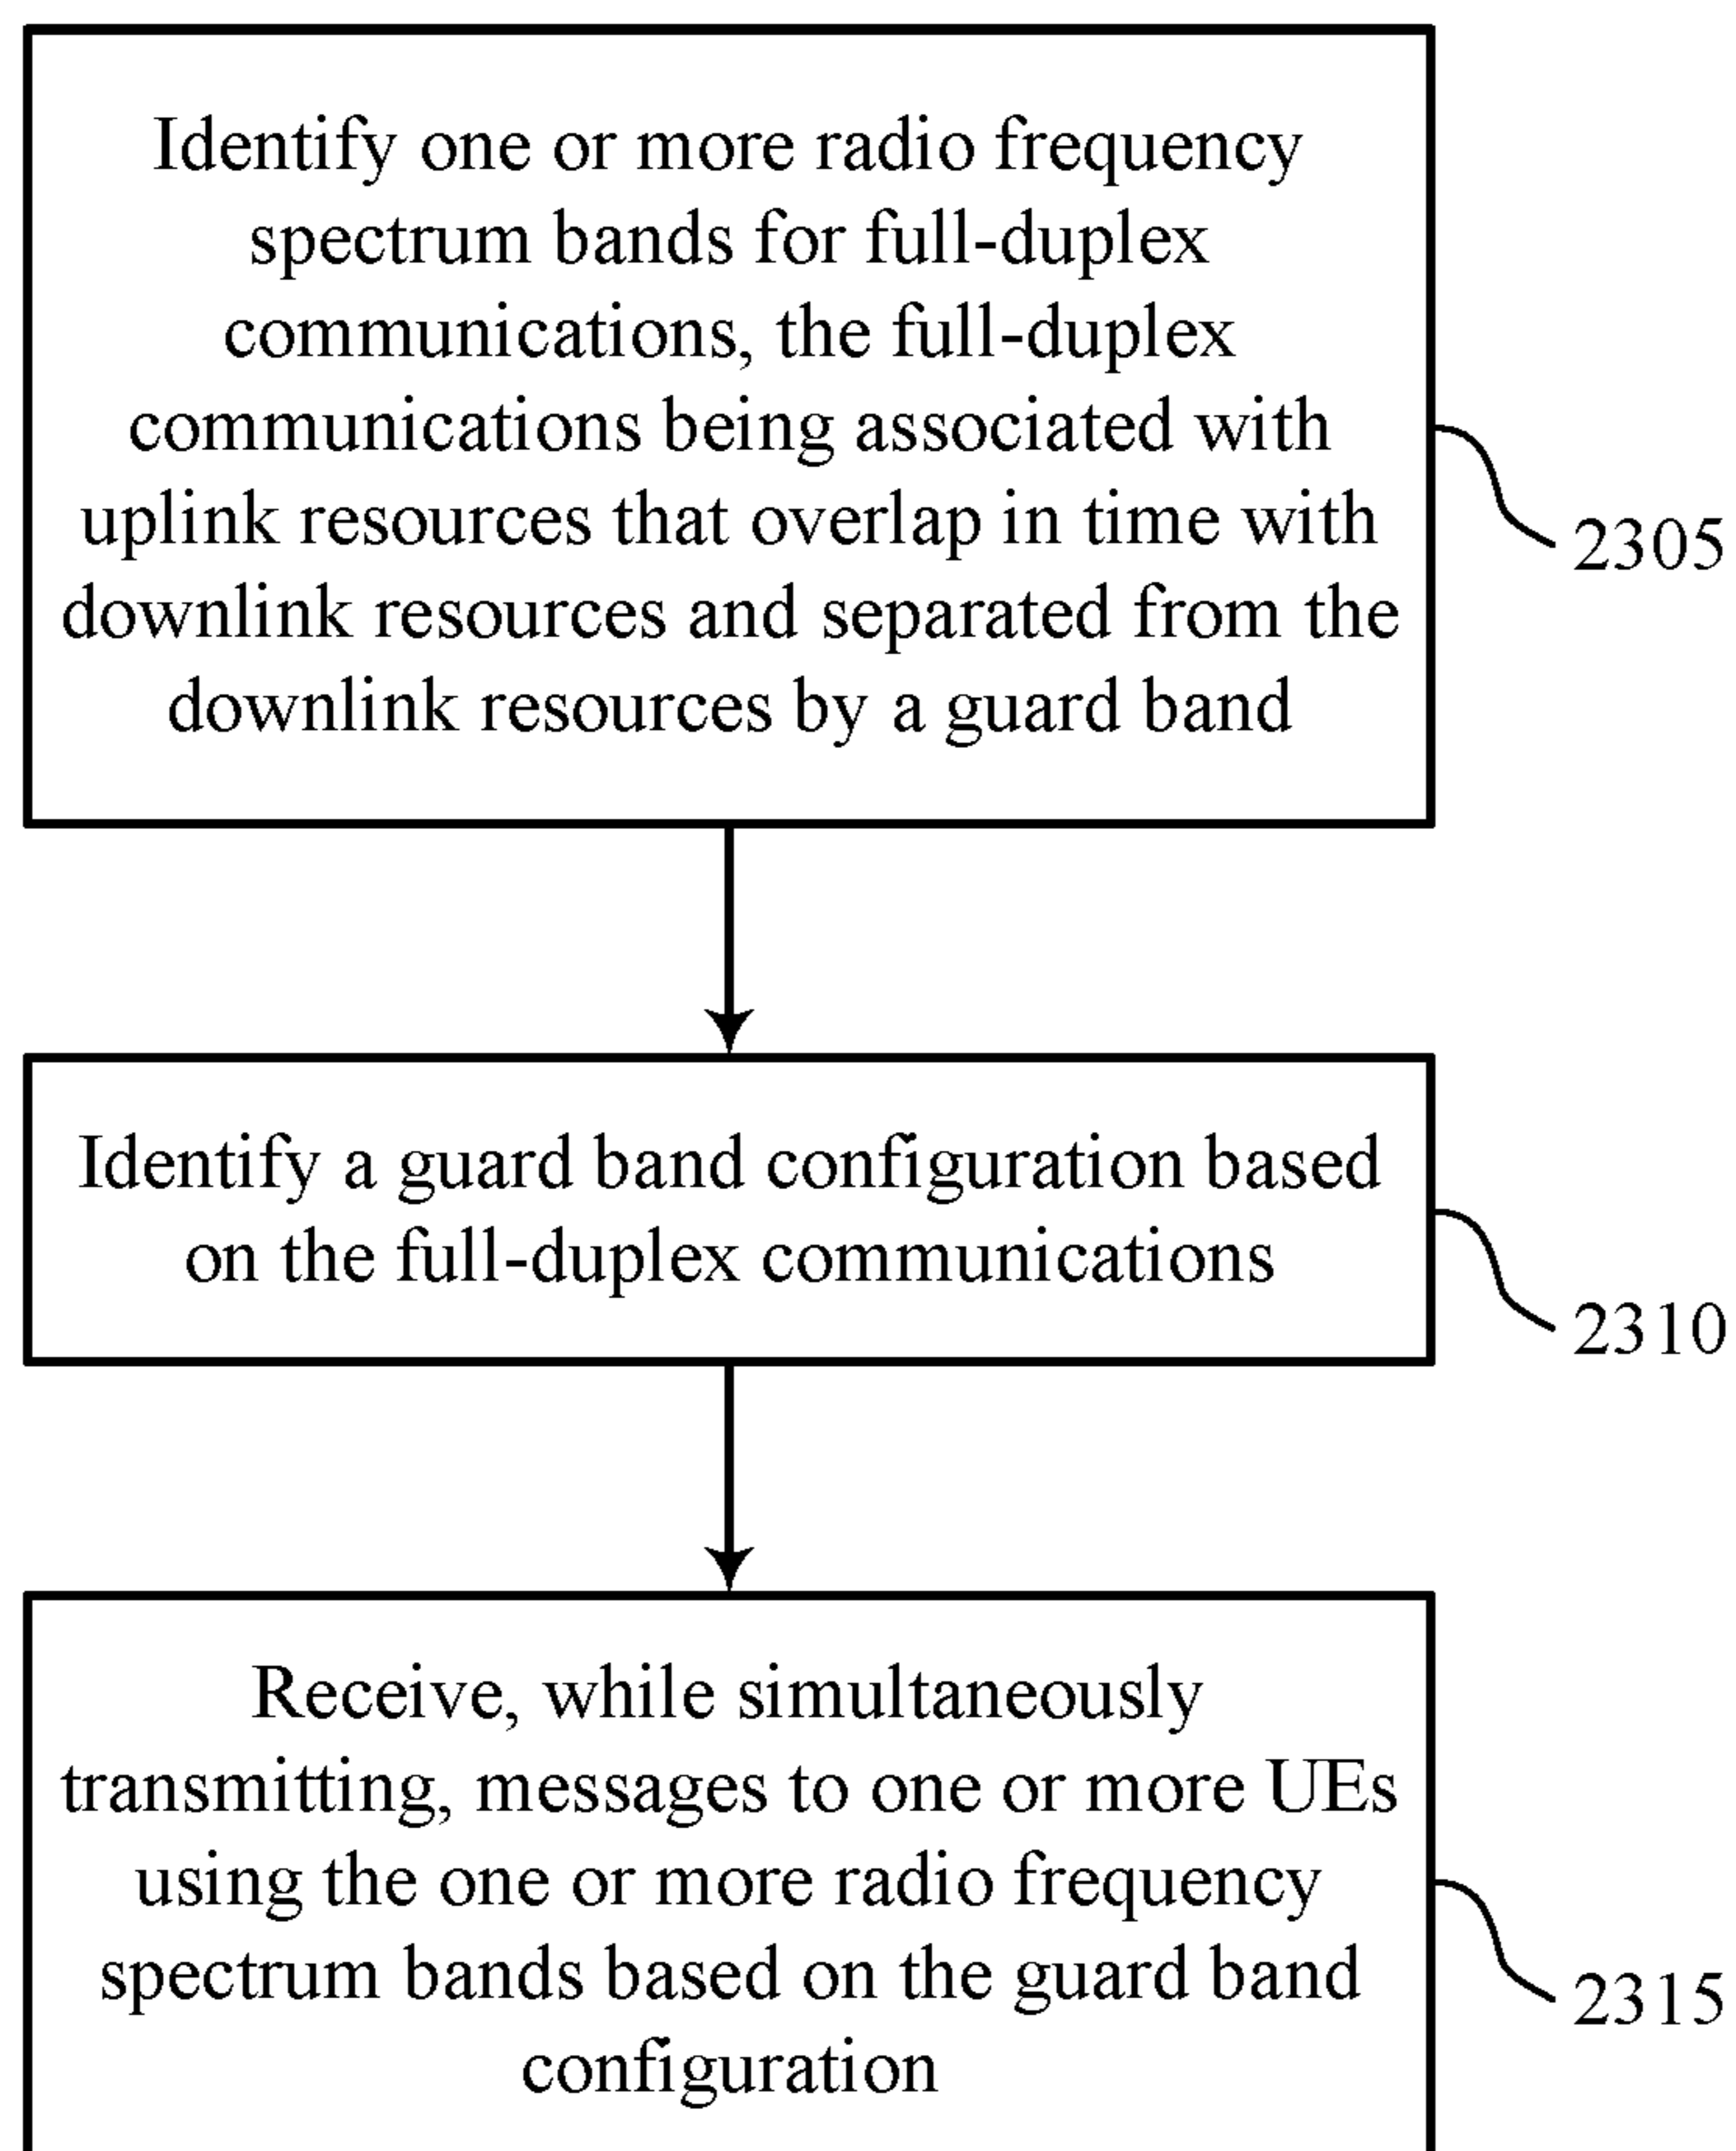 Identify one or more radio frequency
spectrum bands for full-duplex
communications, the full-duplex
communications being associated with
uplink resources that overlap in time with
downlink resources and separated from the
downlink resources by a guard band
2305
Identify a guard band configuration based
on the full-duplex communications
2310
Receive, while simultaneously
transmitting, messages to one or more UEs
using the one or more radio frequency
spectrum bands based on the guard band
configuration
2315